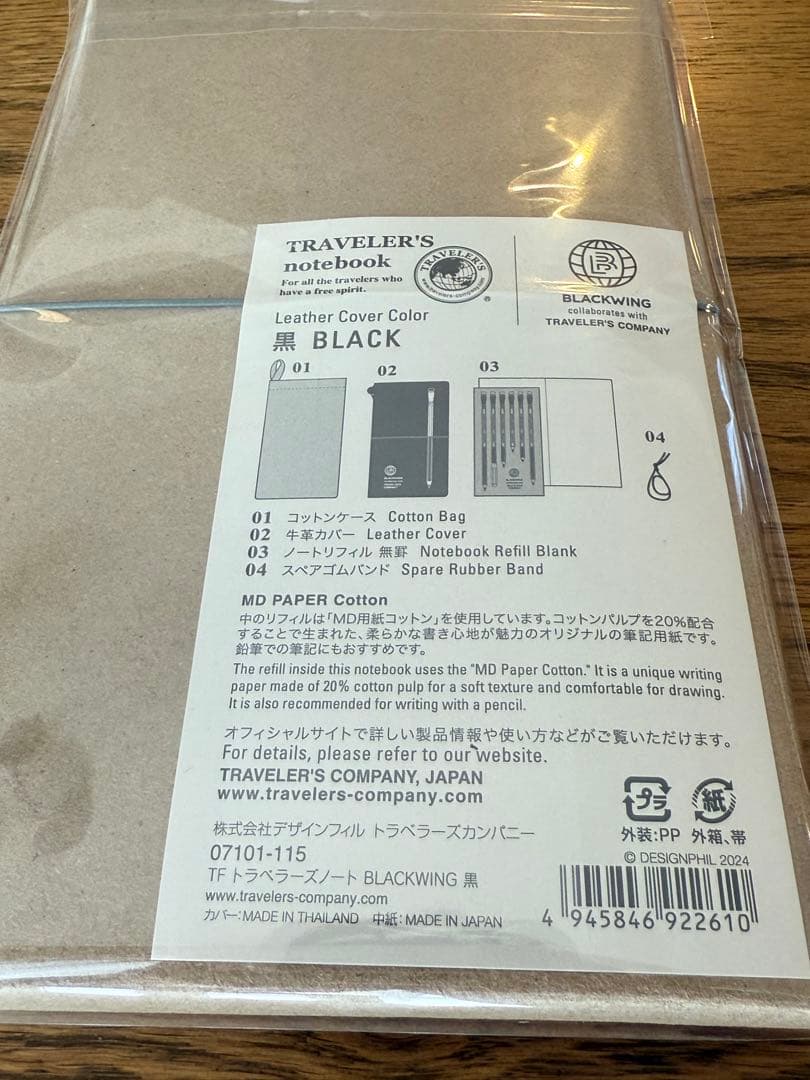 TRAVELER'S
notebook
For all the travelers who
have a free spirit.
TRAVELER'S
www.travelers-company.com
®
BLACKWING
collaborates with
TRAVELER'S COMPANY
Leather Cover Color
黒 BLACK
01
02
03
04
01 コットンケース Cotton Bag
02 牛革カバー Leather Cover
03 ノートリフィル 無罫 Notebook Refill Blank
04 スペアゴムバンド Spare Rubber Band
MD PAPER Cotton
中のリフィルは「MD用紙コットン」を使用しています。コットンパルプを20%配合
することで生まれた、柔らかな書き心地が魅力のオリジナルの筆記用紙です。
鉛筆での筆記にもおすすめです。
The refill inside this notebook uses the "MD Paper Cotton." It is a unique writing
paper made of 20% cotton pulp for a soft texture and comfortable for drawing.
It is also recommended for writing with a pencil.
オフィシャルサイトで詳しい製品情報や使い方などがご覧いただけます。
For details, please refer to our website.
TRAVELER'S COMPANY, JAPAN
www.travelers-company.com
プラ
紙
外装:PP 外箱、帯
株式会社デザインフィル トラベラーズカンパニー
07101-115
TF トラベラーズノート BLACKWING 黒
www.travelers-company.com
カバー:MADE IN THAILAND 中紙:MADE IN JAPAN
© DESIGNPHIL 2024
4 945846 922610